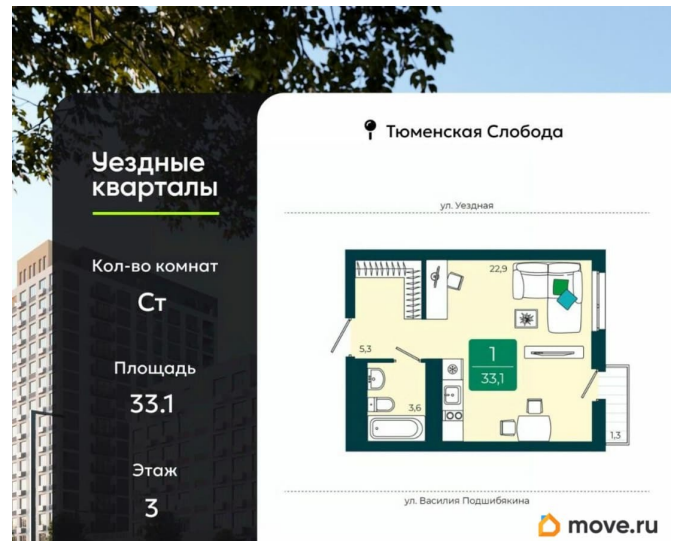 Уездные
кварталы
Кол-во комнат
Ст
Площадь
33.1
Этаж
3
Тюменская Слобода
ул. Уездная
22,9
5,3
1
33,1
3,6
1,3
ул. Василия Подшибякина
move.ru